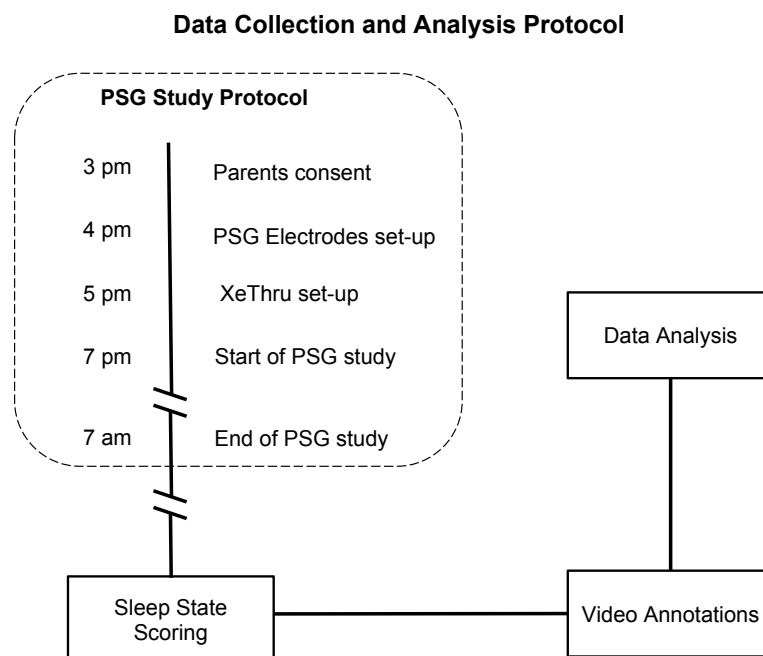 Data Collection and Analysis Protocol
PSG Study Protocol
3 pm Parents consent
4 pm PSG Electrodes set-up
5 pm XeThru set-up
7 pm Start of PSG study
7 am End of PSG study
Data Analysis
Sleep State
Scoring
Video Annotations